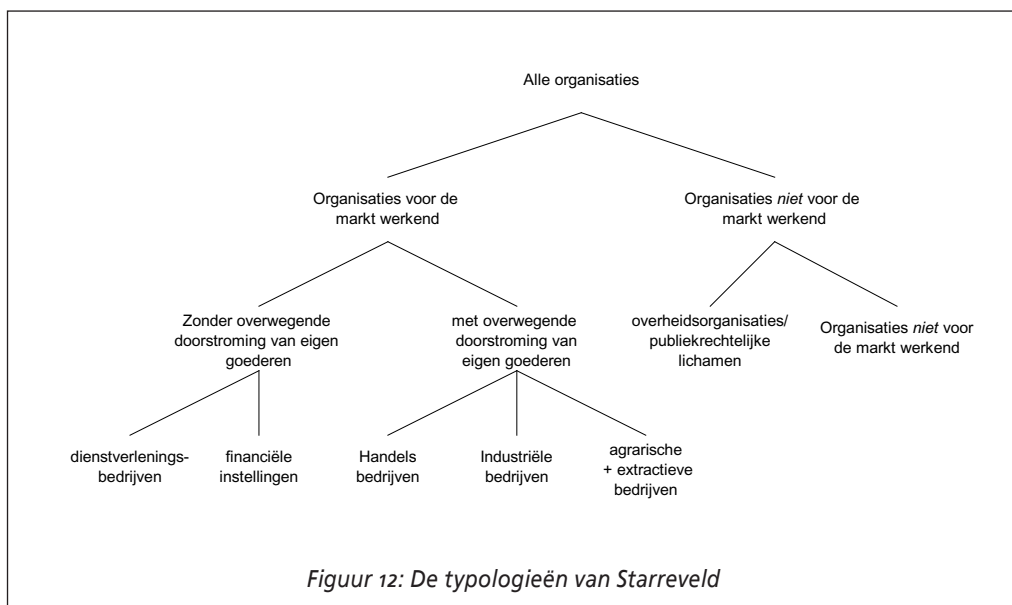 Alle organisaties
Organisaties voor de
markt werkend
Organisaties niet voor de
markt werkend
Zonder overwegende
doorstroming van eigen
goederen
met overwegende
doorstroming van
eigen goederen
overheidsorganisaties/
publiekrechtelijke
lichamen
Organisaties niet voor
de markt werkend
dienstverlenings-
bedrijven
financiële
instellingen
Handels
bedrijven
Industriële
bedrijven
agrarische
+ extractieve
bedrijven
Figuur 12: De typologieën van Starreveld